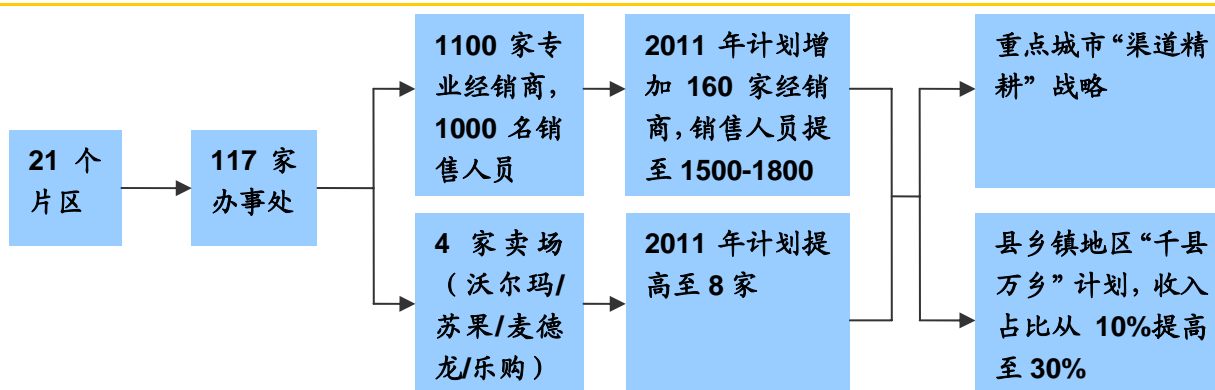 21 个
片区
117 家
办事处
1100 家专
业经销商，
1000 名销
售人员
4 家卖场
（沃尔玛/
苏果/麦德
龙/乐购）
2011 年计划增
加 160 家经销
商，销售人员提
至 1500-1800
2011 年计划提
高至 8 家
重点城市“渠道精
耕” 战略
县乡镇地区“千县
万乡”计划，收入
占比从 10%提高
至 30%